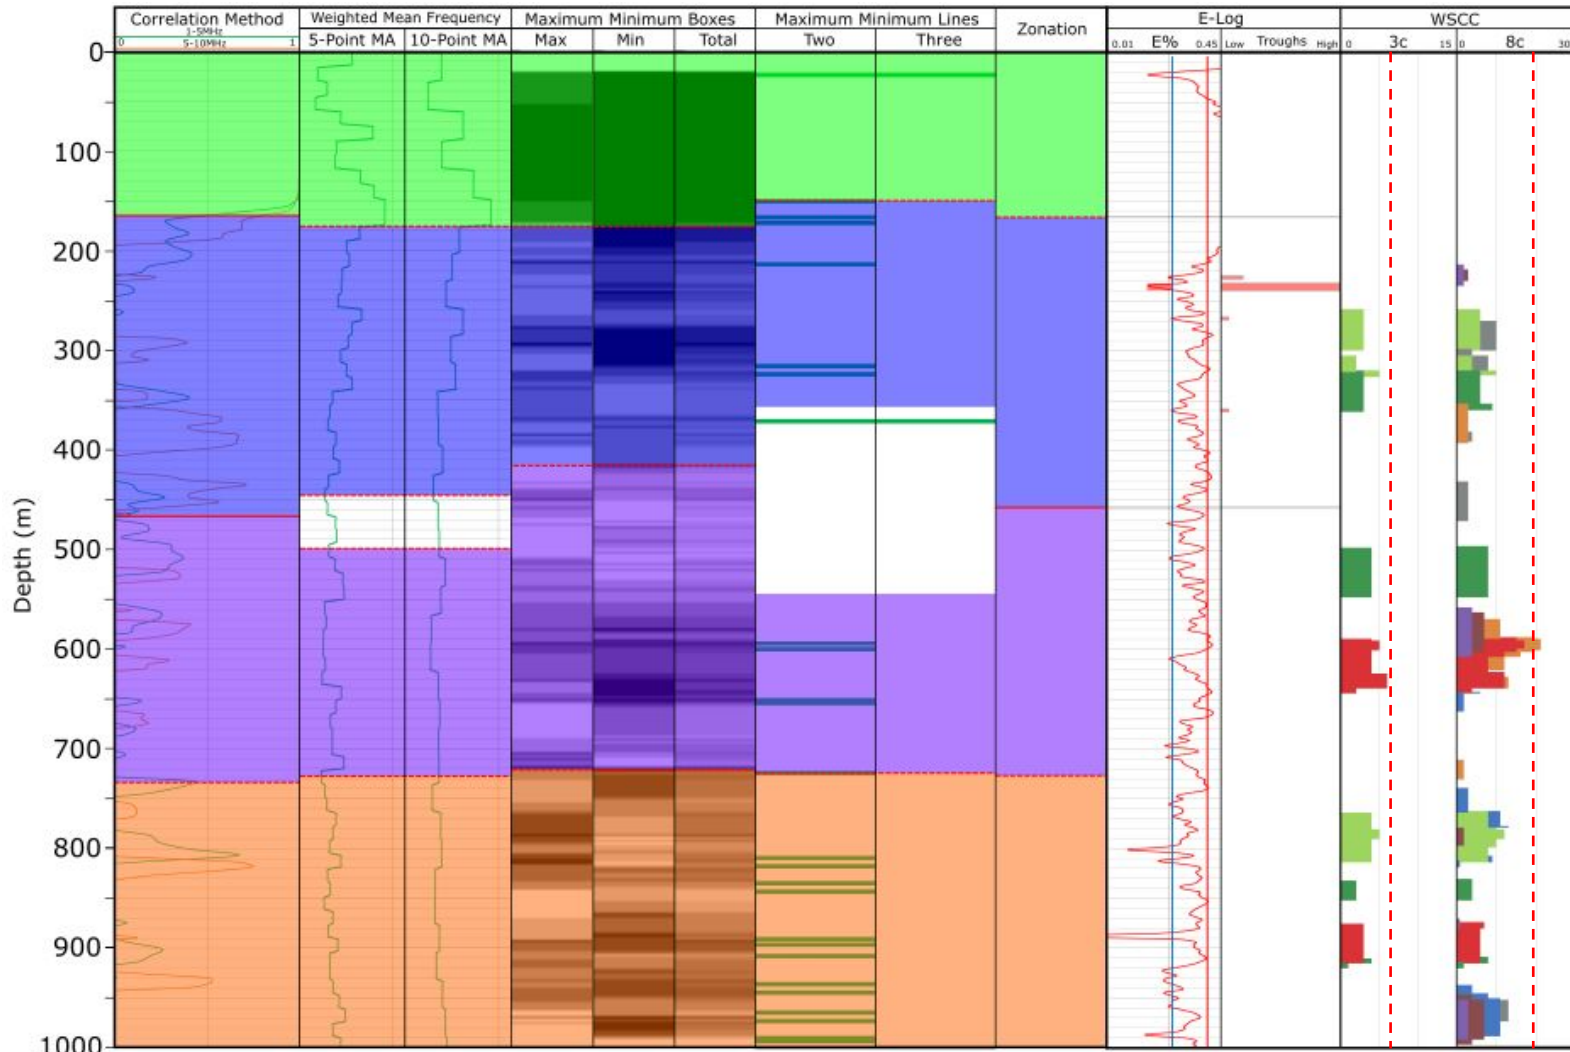 Correlation Method
Weighted Mean Frequency
Maximum Minimum Boxes
Maximum Minimum Lines
Zonation
E-Log
WSCC
1-5MHz
0 5-10MHz 1
5-Point MA
10-Point MA
Max
Min
Total
Two
Three
0.01 E% 0.45
Low Troughs High
0 3c 15
0 8c 30
Depth (m)
0
100
200
300
400
500
600
700
800
900
1000